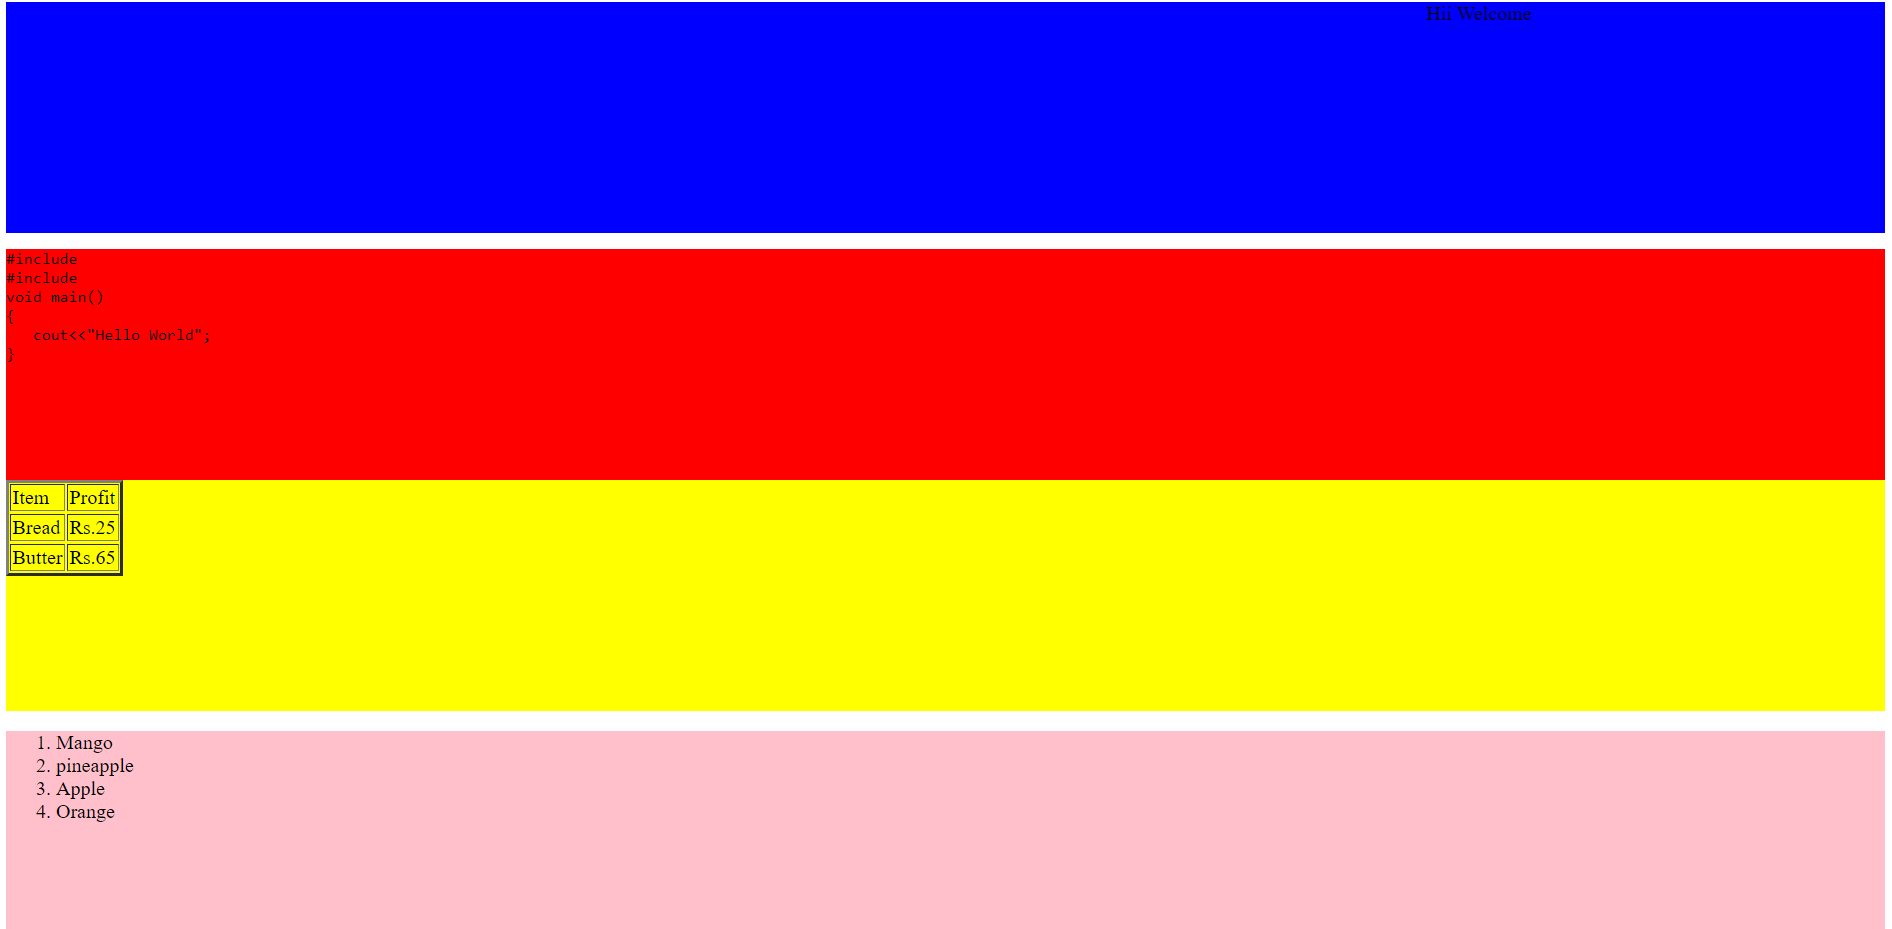 Hii Welcome
#include
#include
void main()
{
   cout<<"Hello World";
}
Item Profit
Bread Rs.25
Butter Rs.65
1. Mango
2. pineapple
3. Apple
4. Orange